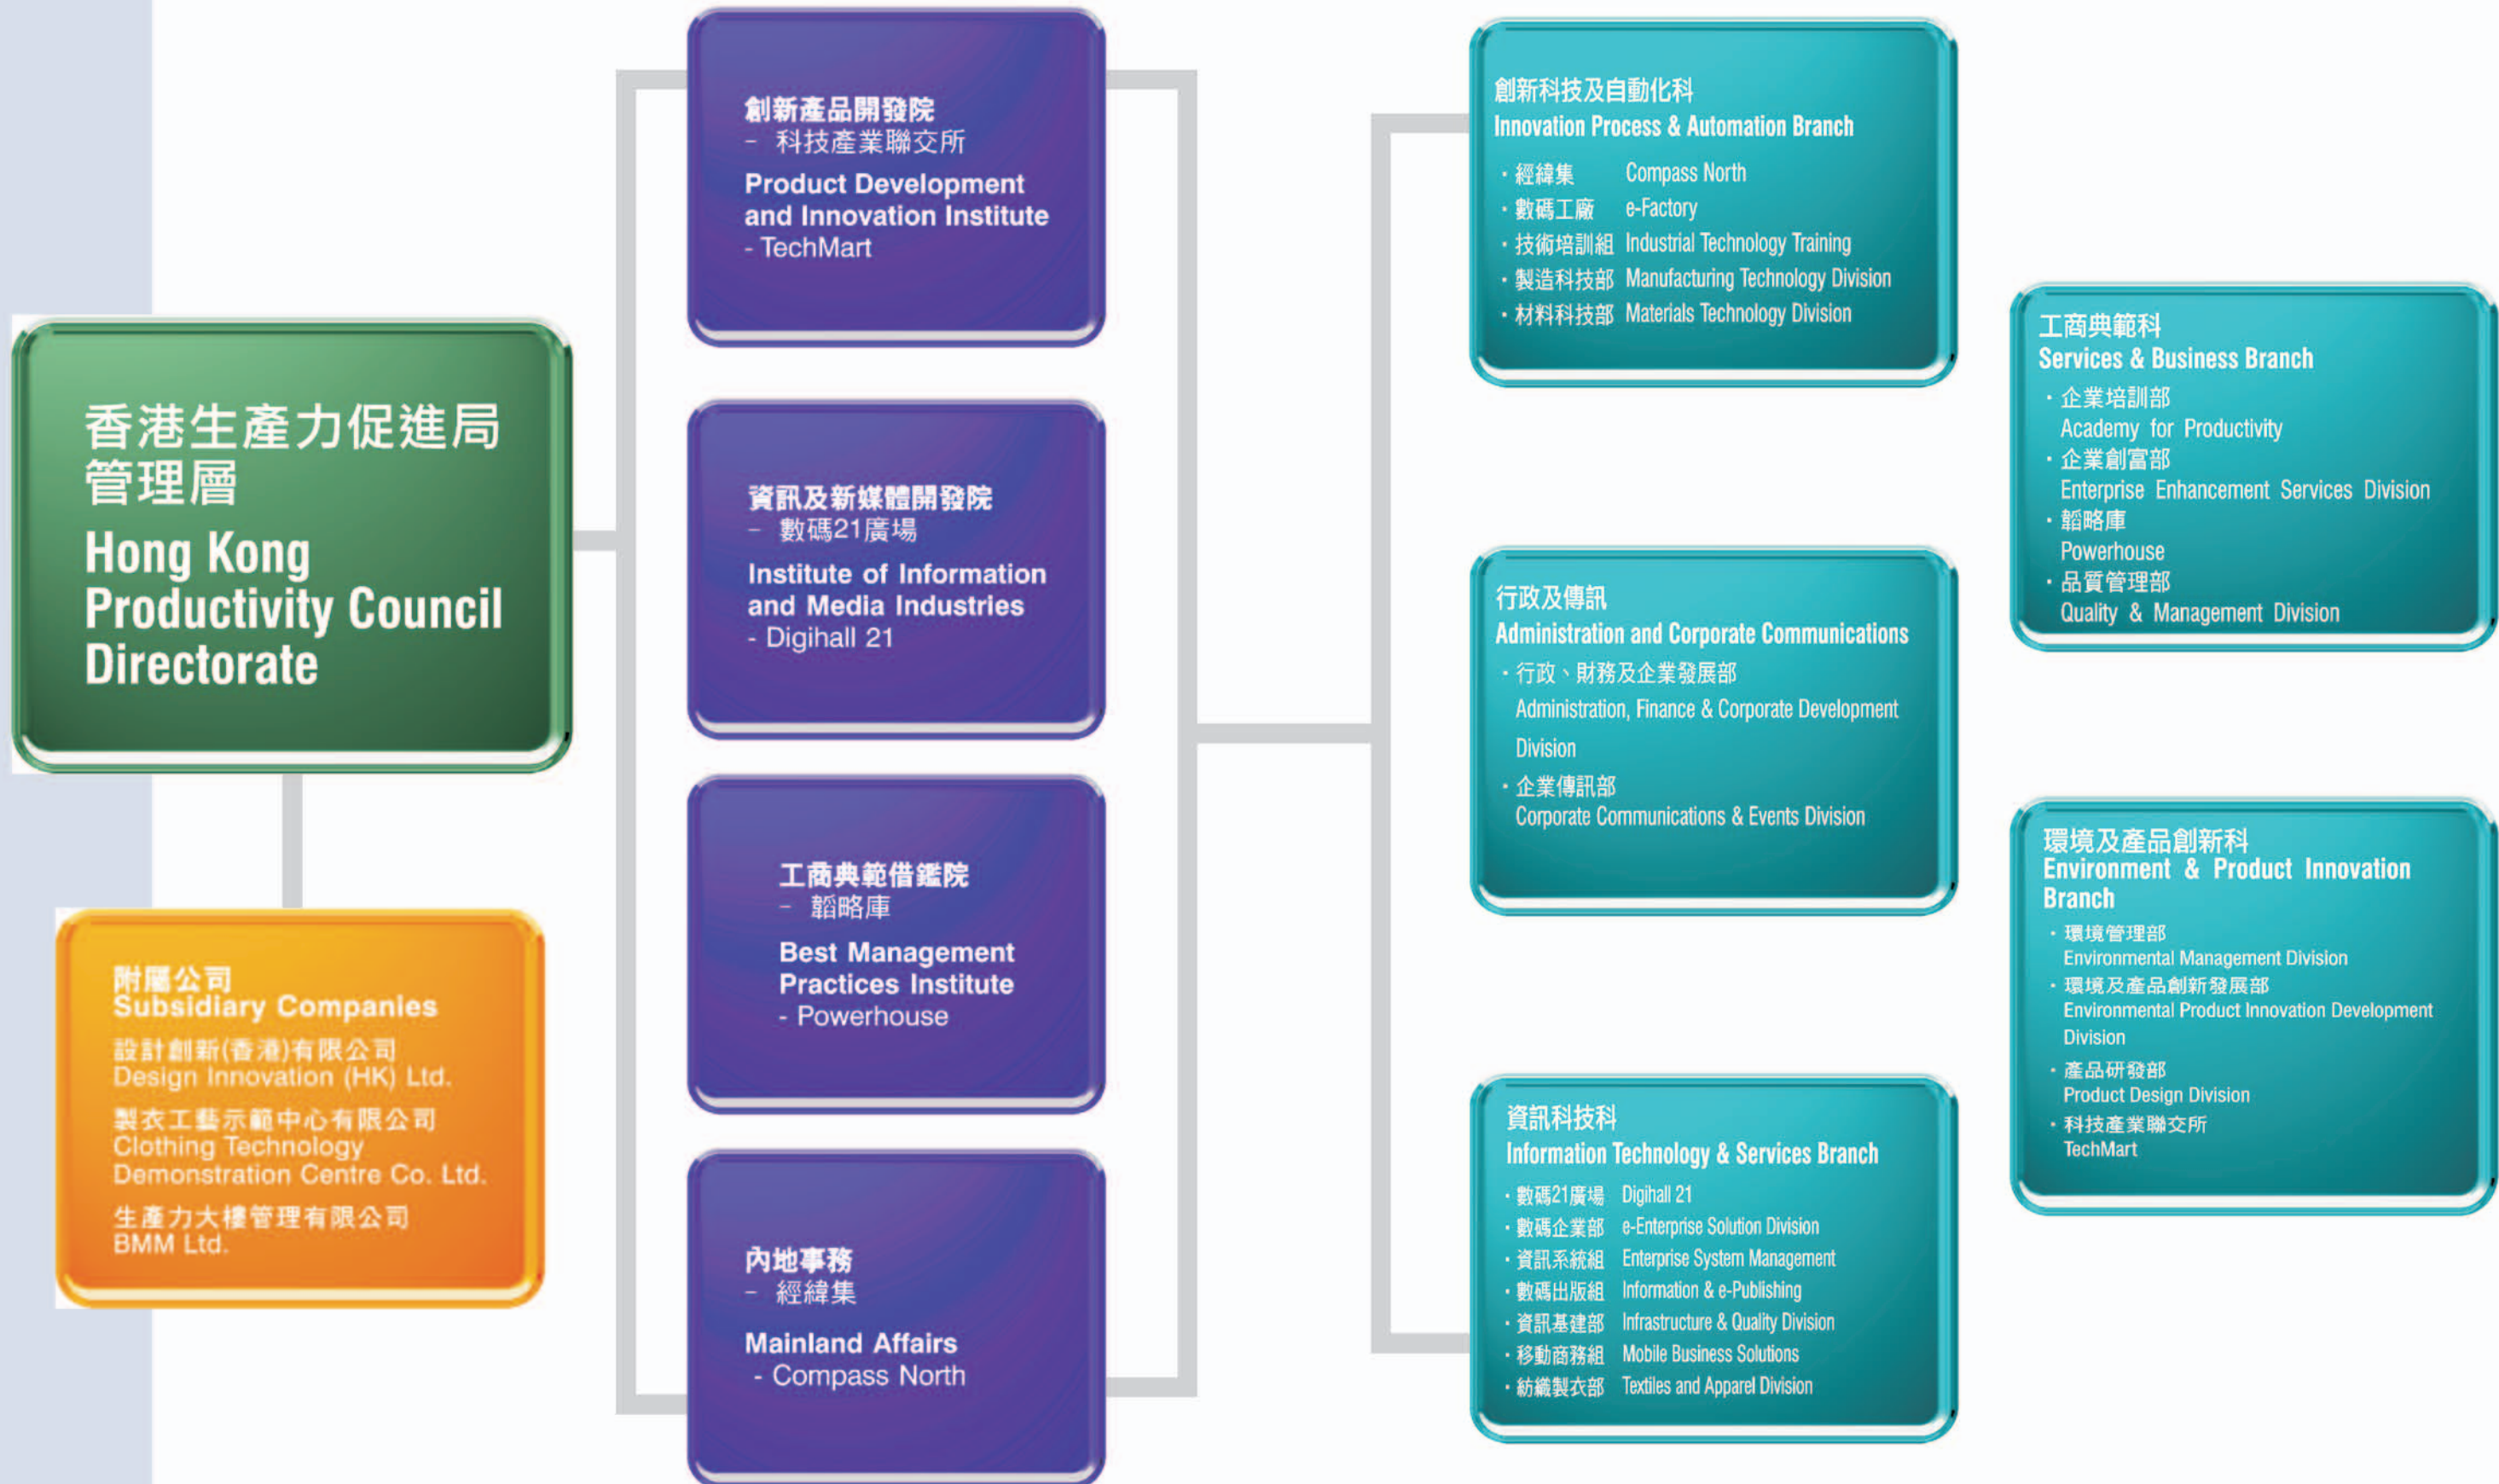 香港生產力促進局
管理層
Hong Kong
Productivity Council
Directorate
附屬公司
Subsidiary Companies
設計創新(香港)有限公司
Design Innovation (HK) Ltd.
製衣工藝示範中心有限公司
Clothing Technology
Demonstration Centre Co. Ltd.
生產力大樓管理有限公司
BMM Ltd.
創新產品開發院
- 科技產業聯交所
Product Development
and Innovation Institute
- TechMart
資訊及新媒體開發院
- 數碼21廣場
Institute of Information
and Media Industries
- Digihall 21
工商典範借鑑院
- 韜略庫
Best Management
Practices Institute
- Powerhouse
內地事務
- 經緯集
Mainland Affairs
- Compass North
創新科技及自動化科
Innovation Process & Automation Branch
· 經緯集 Compass North
· 數碼工廠 e-Factory
· 技術培訓組 Industrial Technology Training
· 製造科技部 Manufacturing Technology Division
· 材料科技部 Materials Technology Division
行政及傳訊
Administration and Corporate Communications
· 行政、財務及企業發展部
Administration, Finance & Corporate Development
Division
· 企業傳訊部
Corporate Communications & Events Division
資訊科技科
Information Technology & Services Branch
· 數碼21廣場 Digihall 21
· 數碼企業部 e-Enterprise Solution Division
· 資訊系統組 Enterprise System Management
· 數碼出版組 Information & e-Publishing
· 資訊基建部 Infrastructure & Quality Division
· 移動商務組 Mobile Business Solutions
· 紡織製衣部 Textiles and Apparel Division
工商典範科
Services & Business Branch
· 企業培訓部
Academy for Productivity
· 企業創富部
Enterprise Enhancement Services Division
· 韜略庫
Powerhouse
· 品質管理部
Quality & Management Division
環境及產品創新科
Environment & Product Innovation
Branch
· 環境管理部
Environmental Management Division
· 環境及產品創新發展部
Environmental Product Innovation Development
Division
· 產品研發部
Product Design Division
· 科技產業聯交所
TechMart